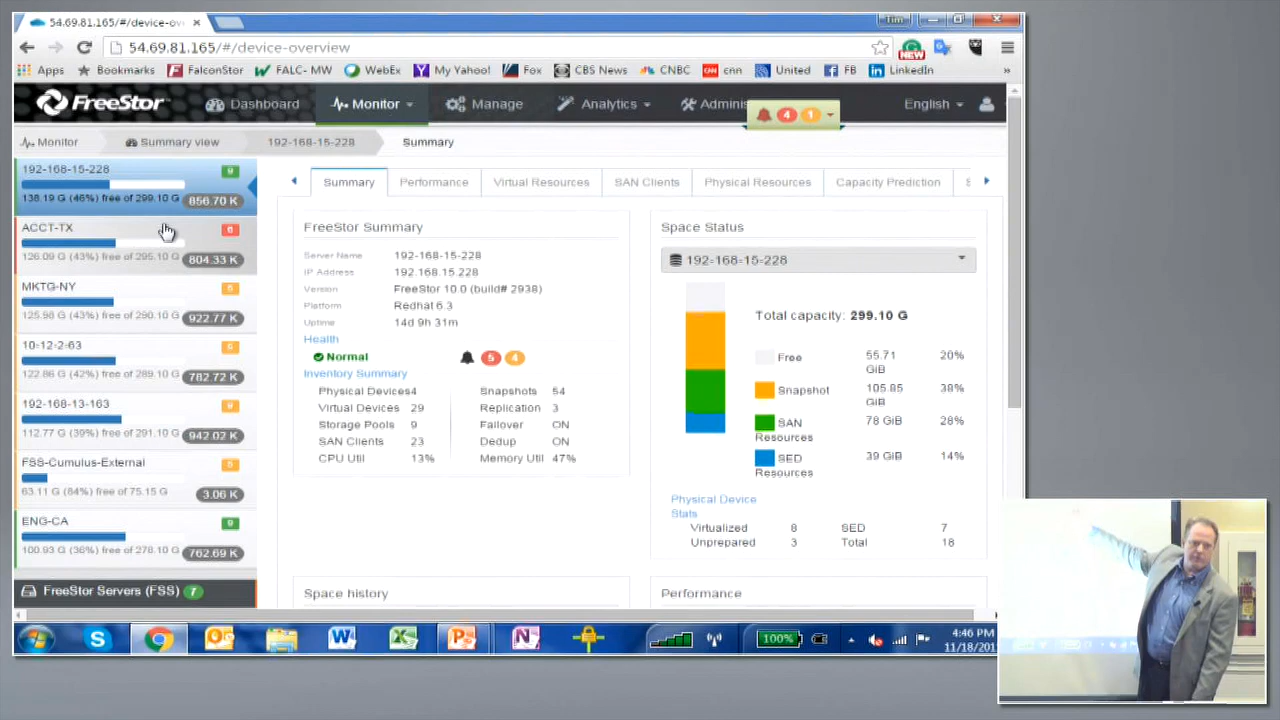 54.69.81.165/#/device-ov
Tim
54.69.81.165/#/device-overview
NEW
Apps Bookmarks FalconStor FALC- MW WebEx My Yahoo! Fox CBS News CNBC cnn United FB LinkedIn »
FreeStor Dashboard Monitor Manage Analytics Adminis 4 1 English
Monitor Summary view 192-168-15-228 Summary
192-168-15-228
138.19 G (46%) free of 299.10 G 856.70 K
ACCT-TX
126.09 G (43%) free of 295.10 G 804.33 K
MKTG-NY
125.98 G (43%) free of 290.10 G 922.77 K
10-12-2-63
122.86 G (42%) free of 289.10 G 782.72 K
192-168-13-163
112.77 G (39%) free of 291.10 G 942.02 K
FSS-Cumulus-External
63.11 G (84%) free of 75.15 G 3.06 K
ENG-CA
100.93 G (36%) free of 278.10 G 762.69 K
FreeStor Servers (FSS) 7
Summary Performance Virtual Resources SAN Clients Physical Resources Capacity Prediction
FreeStor Summary
Server Name 192-168-15-228
IP Address 192.168.15.228
Version FreeStor 10.0 (build# 2938)
Platform Redhat 6.3
Uptime 14d 9h 31m
Health
Normal 5 4
Inventory Summary
Physical Devices4 Snapshots 54
Virtual Devices 29 Replication 3
Storage Pools 9 Failover ON
SAN Clients 23 Dedup ON
CPU Util 13% Memory Util 47%
Space Status
192-168-15-228
Total capacity: 299.10 G
Free 55.71 GiB 20%
Snapshot 105.85 GiB 38%
SAN Resources 78 GiB 28%
SED Resources 39 GiB 14%
Physical Device Stats
Virtualized 8 SED 7
Unprepared 3 Total 18
Space history
Performance
100%
4:46 PM
11/18/201